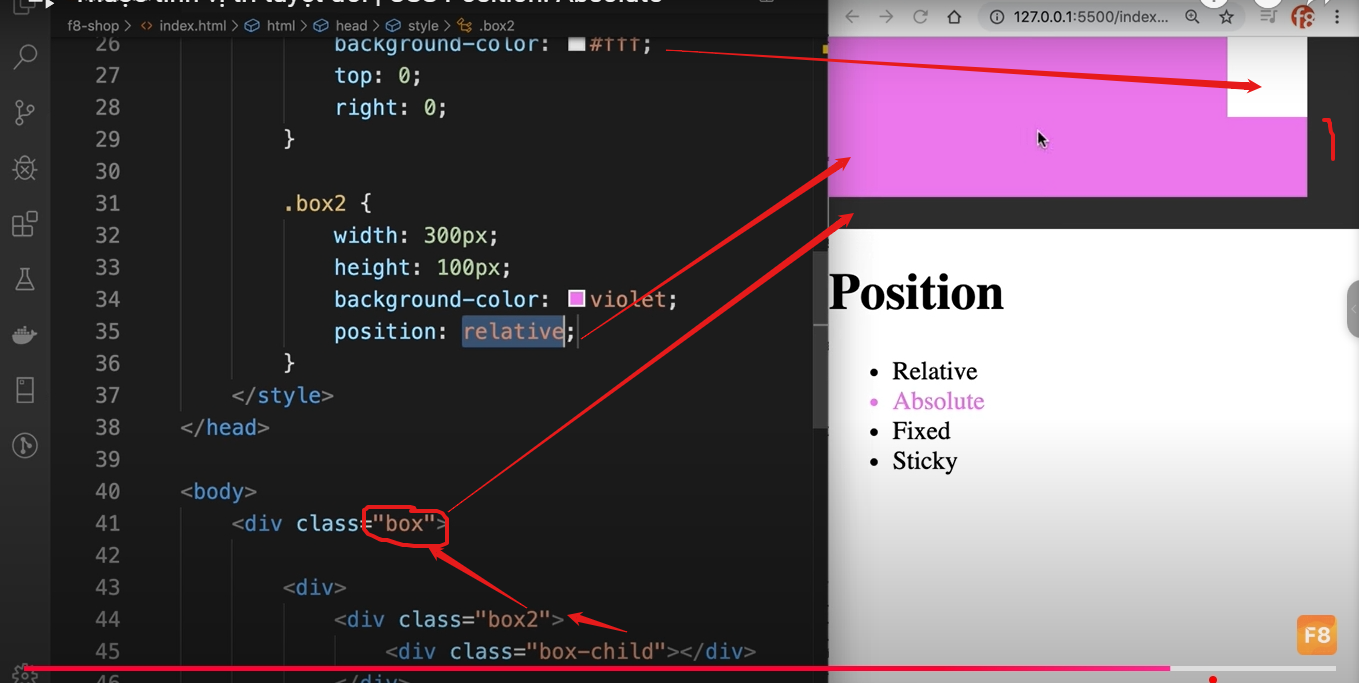 CSS Position: Absolute
f8-shop > index.html > html > head > style > .box2
127.0.0.1:5500/index...
26 background-color: #fff;
27 top: 0;
28 right: 0;
29 }
30
31 .box2 {
32 width: 300px;
33 height: 100px;
34 background-color: violet;
35 position: relative;
36 }
37 </style>
38 </head>
39
40 <body>
41 <div class="box">
42
43 <div>
44 <div class="box2">
45 <div class="box-child"></div>
46 </div>
Position
Relative
Absolute
Fixed
Sticky
F8